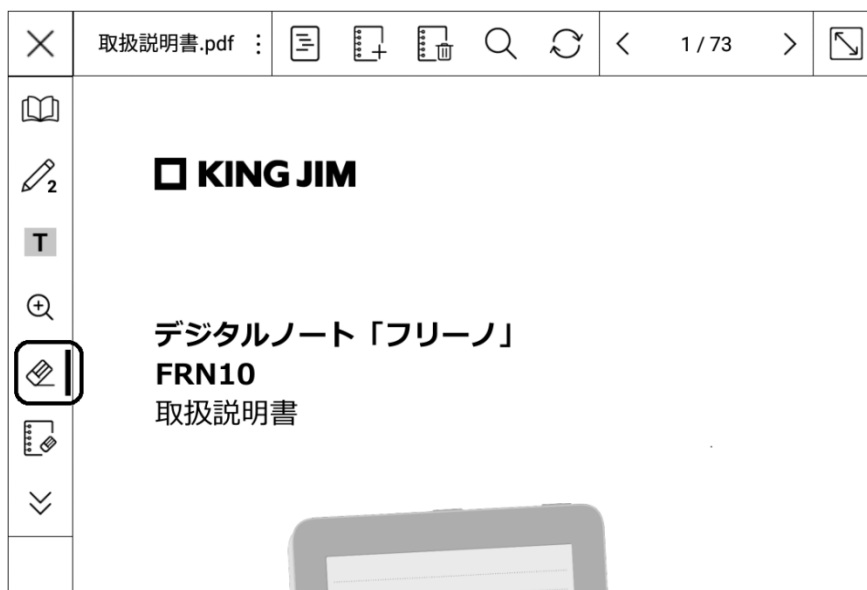 取扱説明書.pdf
1 / 73
2
T
KING JIM
デジタルノート「フリーノ」
FRN10
取扱説明書